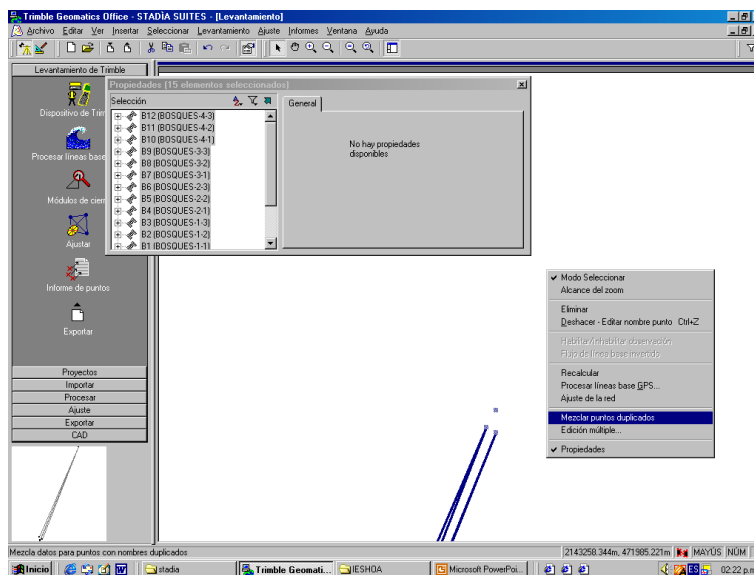 Trimble Geomatics Office - STADÌA SUITES - [Levantamiento]
Archivo Editar Ver Insertar Seleccionar Levantamiento Ajuste Informes Ventana Ayuda
Levantamiento de Trimble
Dispositivo de Trim
Procesar líneas base
Módulos de cierr
Ajustar
Informe de puntos
Exportar
Proyectos
Importar
Procesar
Ajuste
Exportar
CAD
Propiedades (15 elementos seleccionados)
Selección
General
B12 (BOSQUES-4-3)
B11 (BOSQUES-4-2)
B10 (BOSQUES-4-1)
B9 (BOSQUES-3-3)
B8 (BOSQUES-3-2)
B7 (BOSQUES-3-1)
B6 (BOSQUES-2-3)
B5 (BOSQUES-2-2)
B4 (BOSQUES-2-1)
B3 (BOSQUES-1-3)
B2 (BOSQUES-1-2)
B1 (BOSQUES-1-1)
No hay propiedades
disponibles
Modo Seleccionar
Alcance del zoom
Eliminar
Deshacer - Editar nombre punto Ctrl+Z
Habilitar/Inhabilitar observación
Flujo de línea base invertido
Recalcular
Procesar líneas base GPS...
Ajuste de la red
Mezclar puntos duplicados
Edición múltiple...
Propiedades
Mezcla datos para puntos con nombres duplicados
2143258.344m, 471985.221m
MAYÚS NÚM
Inicio
stadia
Trimble Geomati...
IESHOA
Microsoft PowerPoi...
ES
02:22 p.m.